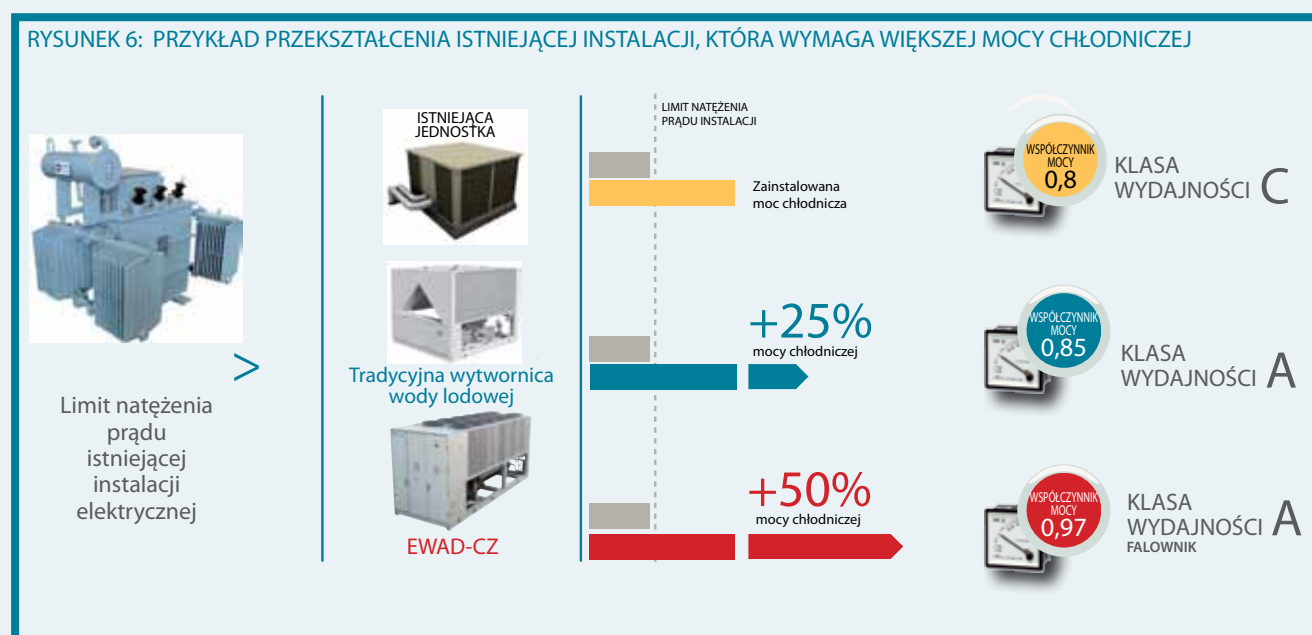 RYSUNEK 6: PRZYKŁAD PRZEKSZTAŁCENIA ISTNIEJĄCEJ INSTALACJI, KTÓRA WYMAGA WIĘKSZEJ MOCY CHŁODNICZEJ
>
Limit natężenia
prądu
istniejącej
instalacji
elektrycznej
ISTNIEJĄCA
JEDNOSTKA
LIMIT NATĘŻENIA
PRĄDU INSTALACJI
Zainstalowana
moc chłodnicza
WSPÓŁCZYNNIK
MOCY
0,8
KLASA
WYDAJNOŚCI C
Tradycyjna wytwornica
wody lodowej
+25%
mocy chłodniczej
WSPÓŁCZYNNIK
MOCY
0,85
KLASA
WYDAJNOŚCI A
EWAD-CZ
+50%
mocy chłodniczej
WSPÓŁCZYNNIK
MOCY
0,97
KLASA
WYDAJNOŚCI A
FALOWNIK